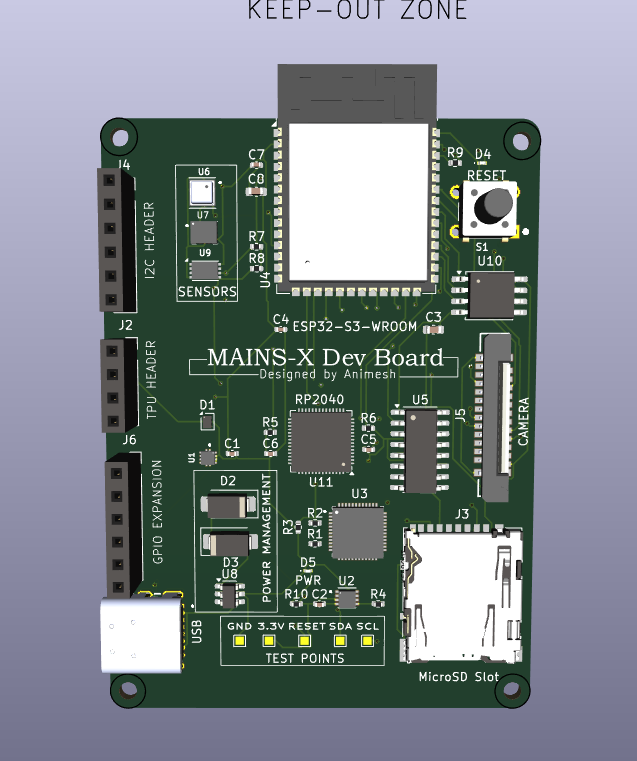 KEEP-OUT ZONE
J4
I2C HEADER
J2
TPU HEADER
J6
GPIO EXPANSION
USB
U6
U7
U9
SENSORS
C7
C8
R7
R8
U4
C4
ESP32-S3-WROOM
C3
R9
D4
RESET
S1
U10
MAINS-X Dev Board
Designed by Animesh
D1
U1
C1
R5
C6
RP2040
U11
R6
C5
U5
J5
CAMERA
D2
D3
U8
POWER MANAGEMENT
R3
R2
R1
U3
D5
PWR
R10
C2
U2
R4
J3
MicroSD Slot
GND 3.3V RESET SDA SCL
TEST POINTS